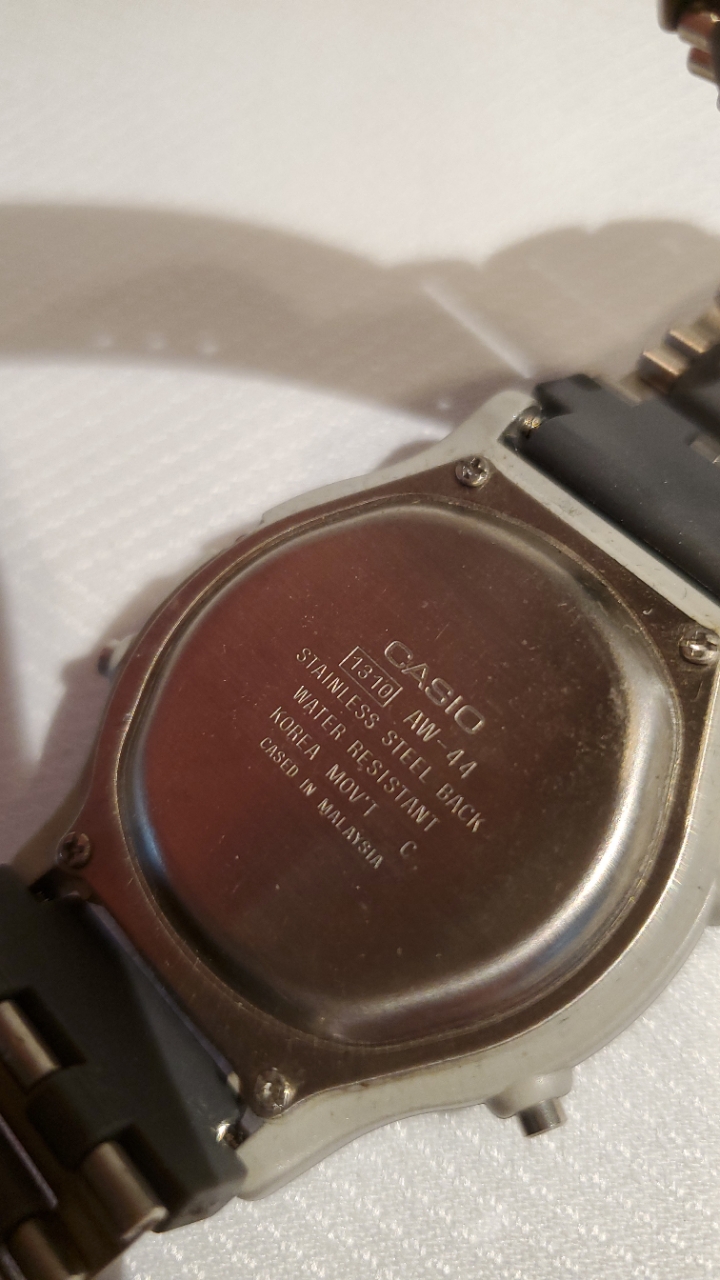 CASIO
1310 AW-44
STAINLESS STEEL BACK
WATER RESISTANT
KOREA MOV'T C
CASED IN MALAYSIA